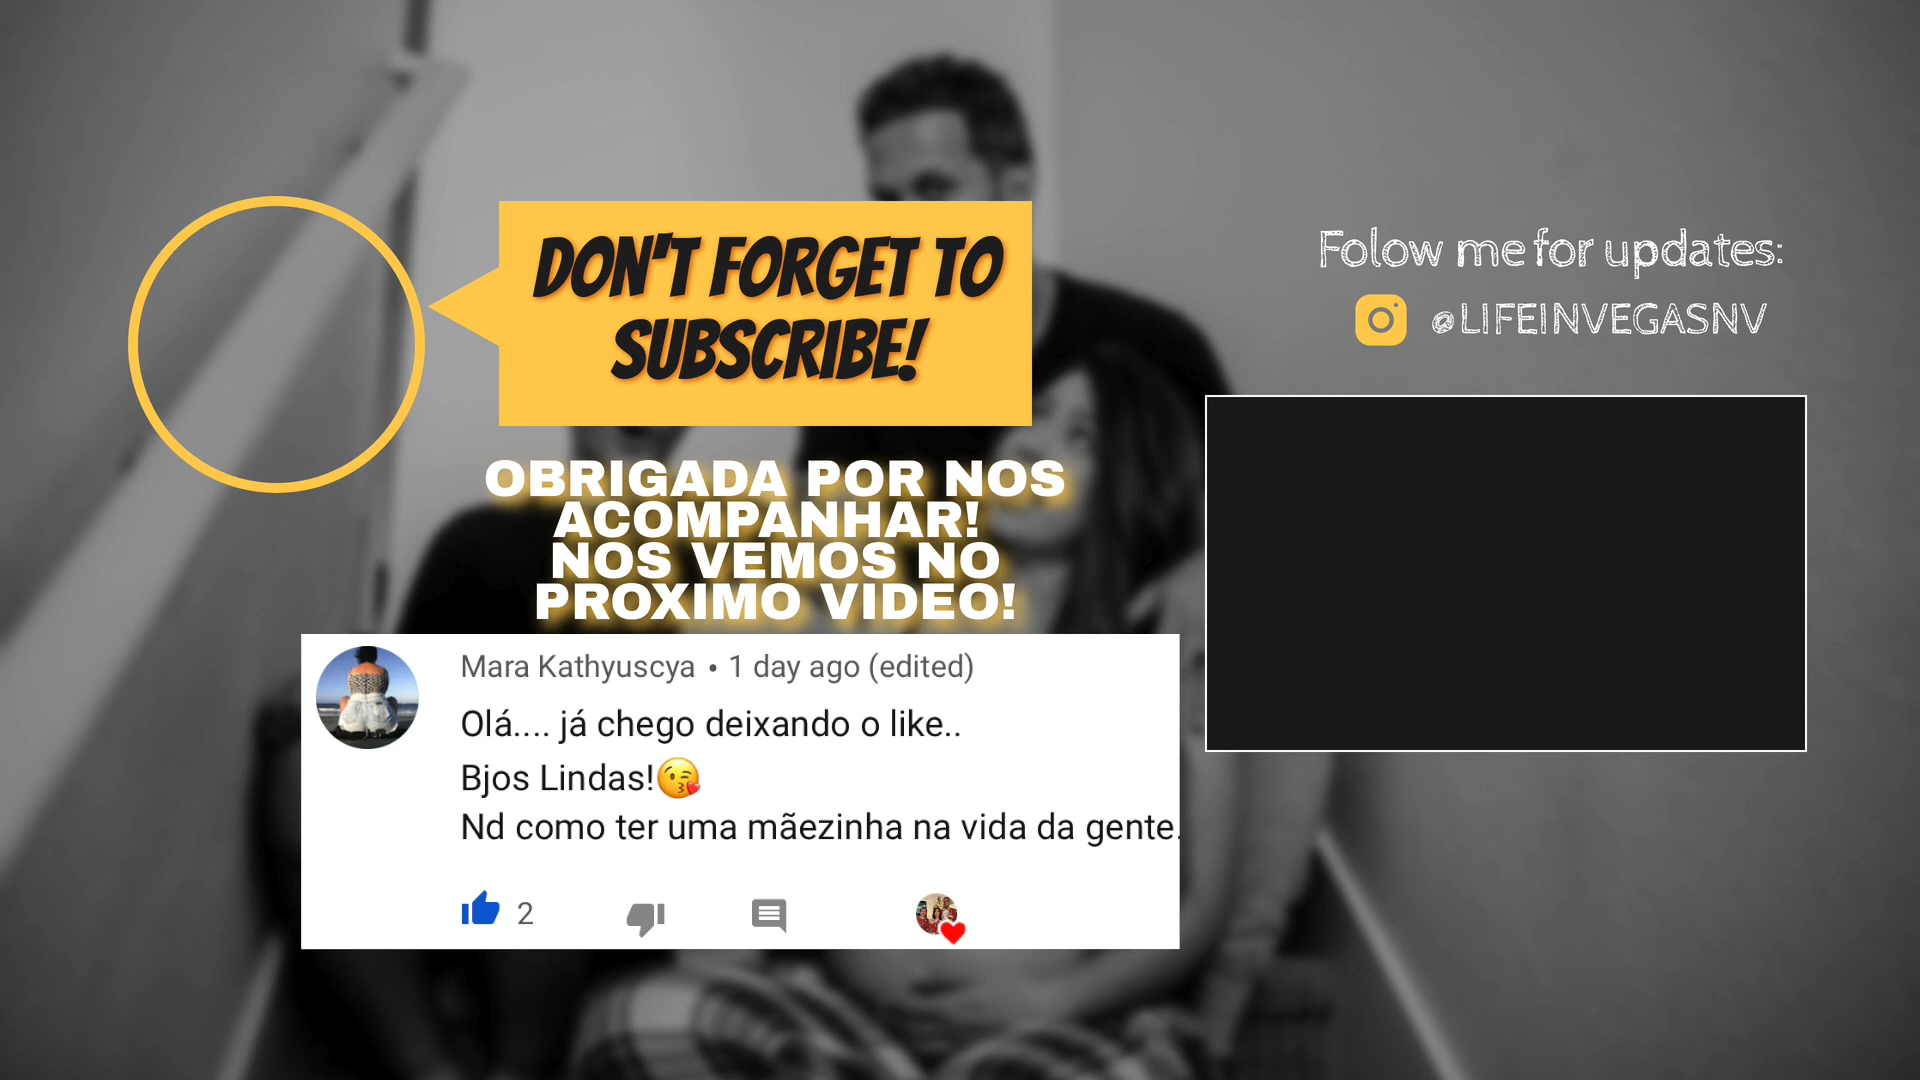 DON'T FORGET TO
SUBSCRIBE!
Folow me for updates:
@LIFEINVEGASNV
OBRIGADA POR NOS
ACOMPANHAR!
NOS VEMOS NO
PROXIMO VIDEO!
Mara Kathyuscya • 1 day ago (edited)
Olá.... já chego deixando o like..
Bjos Lindas!😘
Nd como ter uma mãezinha na vida da gente.
2